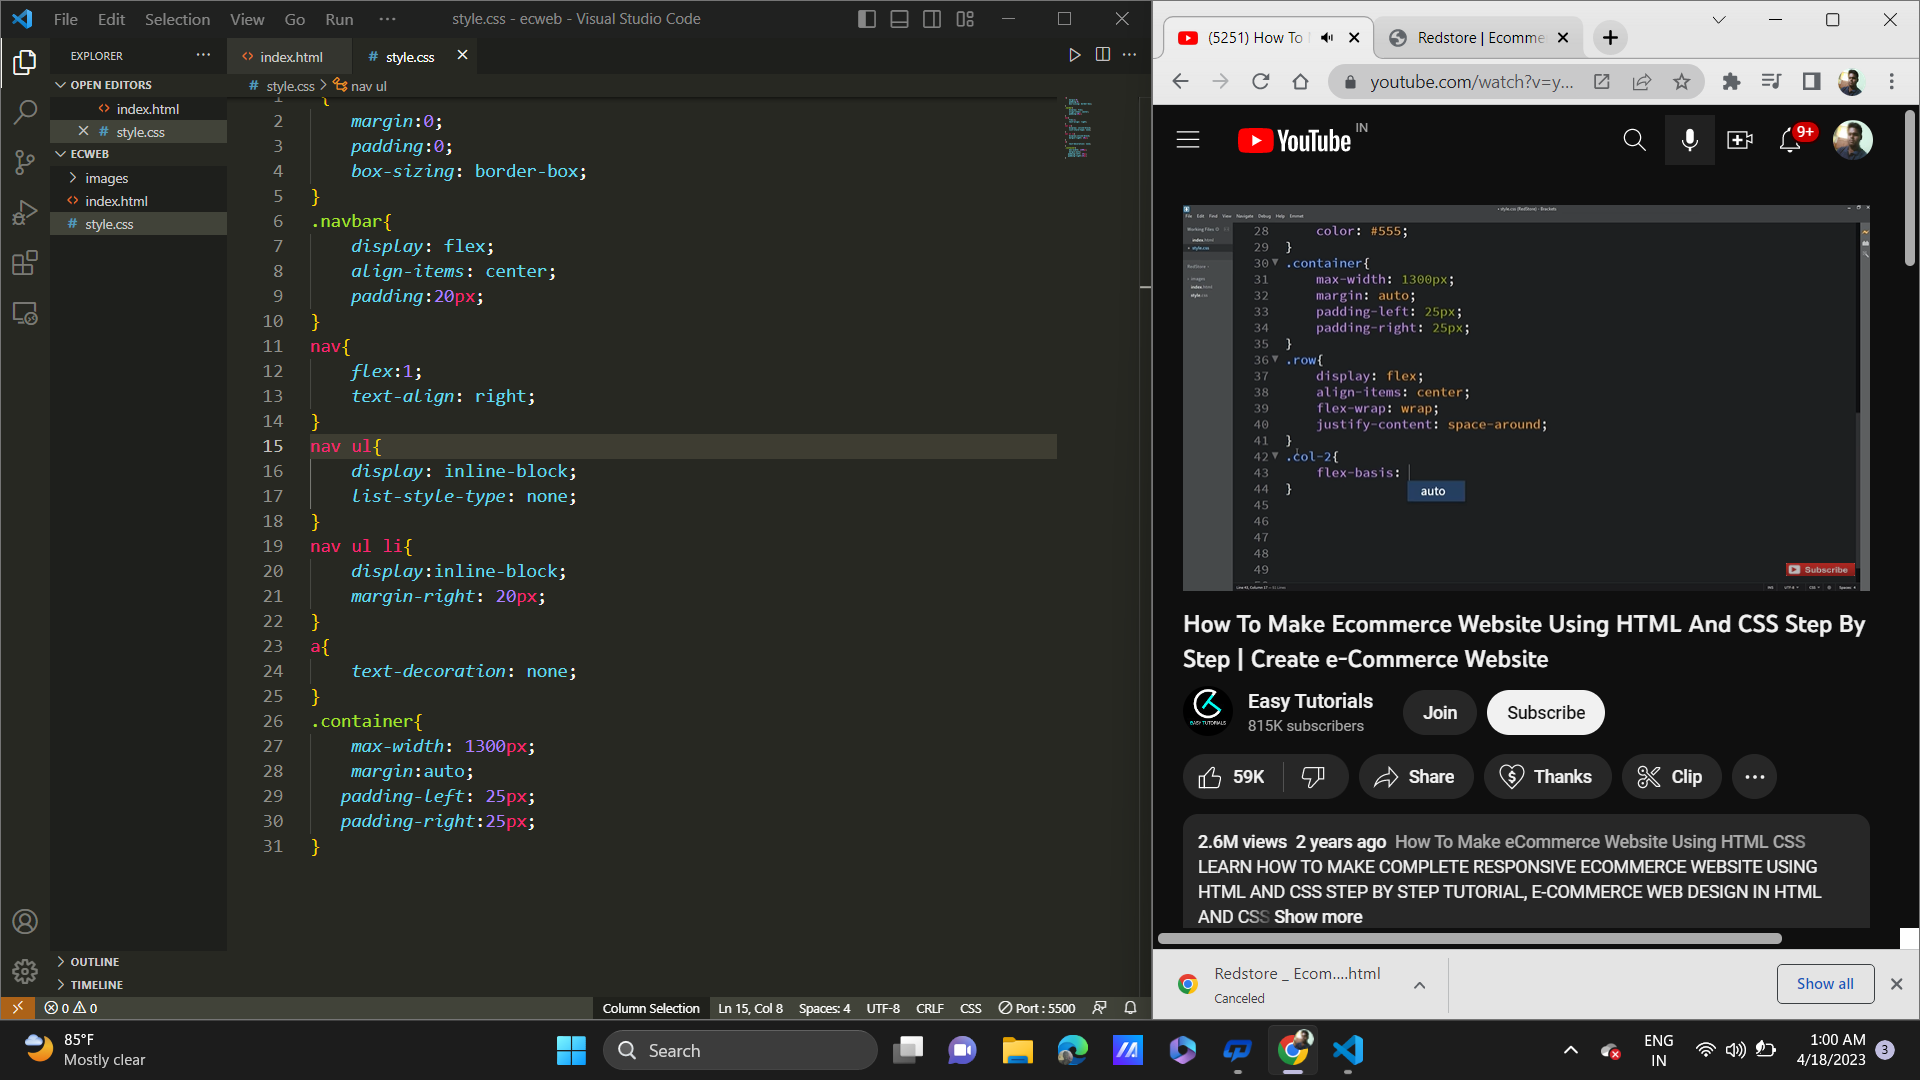 File Edit Selection View Go Run ··· style.css - ecweb - Visual Studio Code
EXPLORER ···
OPEN EDITORS
index.html
style.css
ECWEB
images
index.html
style.css
OUTLINE
TIMELINE
index.html
# style.css
# style.css > nav ul
1 {
2 margin:0;
3 padding:0;
4 box-sizing: border-box;
5 }
6 .navbar{
7 display: flex;
8 align-items: center;
9 padding:20px;
10 }
11 nav{
12 flex:1;
13 text-align: right;
14 }
15 nav ul{
16 display: inline-block;
17 list-style-type: none;
18 }
19 nav ul li{
20 display:inline-block;
21 margin-right: 20px;
22 }
23 a{
24 text-decoration: none;
25 }
26 .container{
27 max-width: 1300px;
28 margin:auto;
29 padding-left: 25px;
30 padding-right:25px;
31 }
0 0 Column Selection Ln 15, Col 8 Spaces: 4 UTF-8 CRLF CSS Port : 5500
(5251) How To
Redstore | Ecomme
youtube.com/watch?v=y...
YouTube IN
9+
File Edit Find View Navigate Debug Help Emmet
28 color: #555;
29 }
30 .container{
31 max-width: 1300px;
32 margin: auto;
33 padding-left: 25px;
34 padding-right: 25px;
35 }
36 .row{
37 display: flex;
38 align-items: center;
39 flex-wrap: wrap;
40 justify-content: space-around;
41 }
42 .col-2{
43 flex-basis:
auto
44 }
45
46
47
48
49
Subscribe
How To Make Ecommerce Website Using HTML And CSS Step By
Step | Create e-Commerce Website
EASY TUTORIALS
Easy Tutorials
815K subscribers
Join
Subscribe
59K Share Thanks Clip
2.6M views 2 years ago How To Make eCommerce Website Using HTML CSS
LEARN HOW TO MAKE COMPLETE RESPONSIVE ECOMMERCE WEBSITE USING
HTML AND CSS STEP BY STEP TUTORIAL, E-COMMERCE WEB DESIGN IN HTML
AND CSS Show more
Redstore _ Ecom....html
Canceled
Show all
85°F
Mostly clear
Search
ENG
IN
1:00 AM
4/18/2023
3